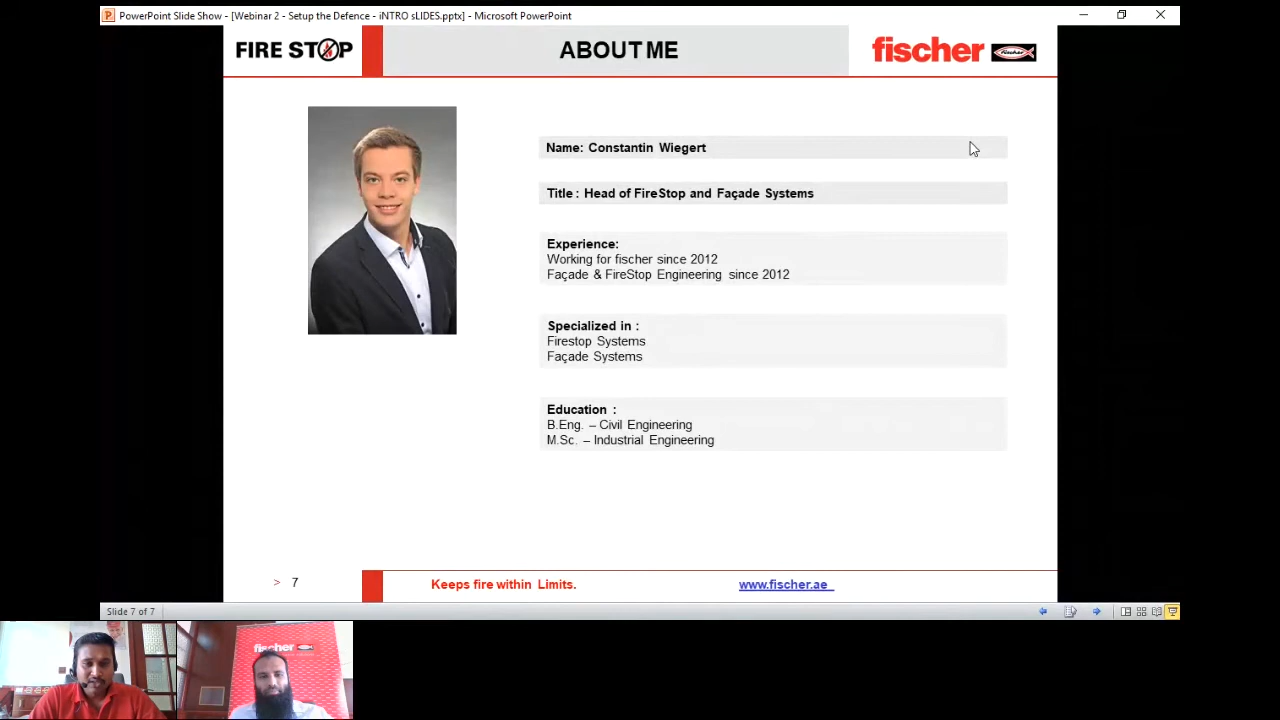 PowerPoint Slide Show - [Webinar 2 - Setup the Defence - iNTRO sLIDES.pptx] - Microsoft PowerPoint
FIRE STOP
ABOUT ME
fischer
fischer
Name: Constantin Wiegert
Title : Head of FireStop and Façade Systems
Experience:
Working for fischer since 2012
Façade & FireStop Engineering since 2012
Specialized in :
Firestop Systems
Façade Systems
Education :
B.Eng. – Civil Engineering
M.Sc. – Industrial Engineering
> 7
Keeps fire within Limits.
www.fischer.ae
Slide 7 of 7
fischer